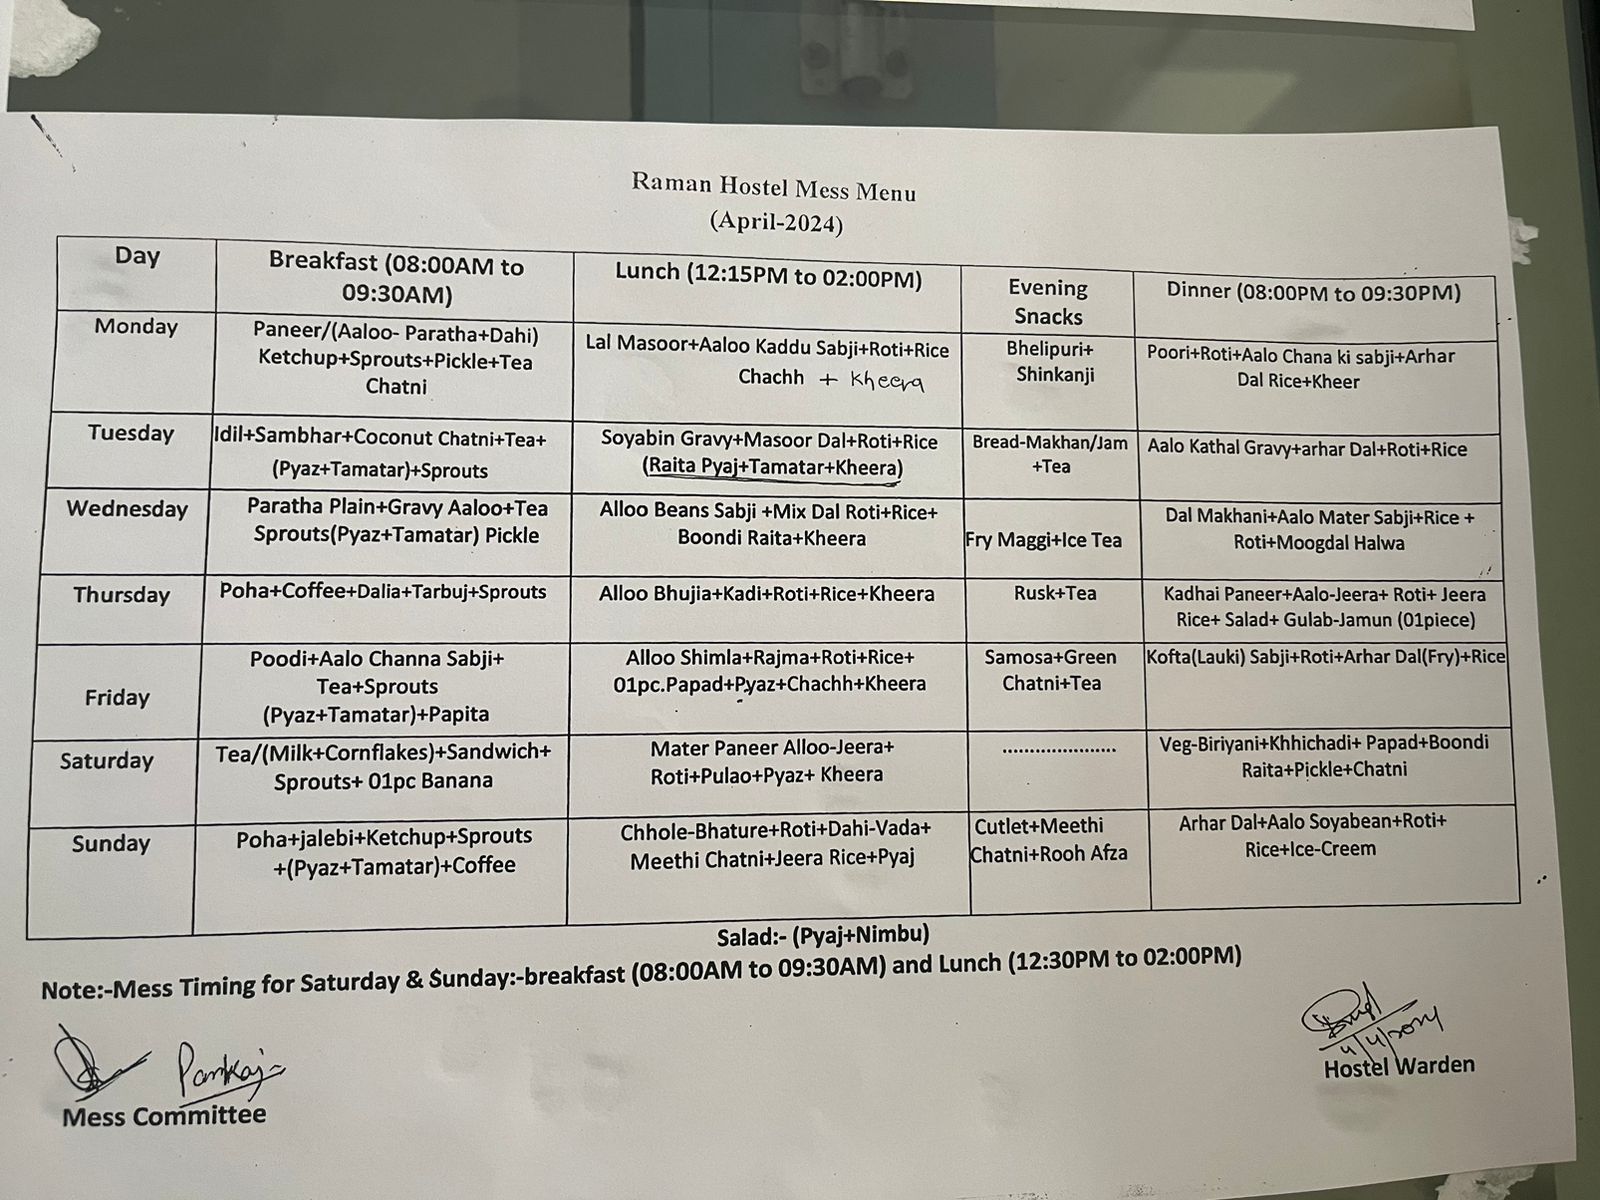 Raman Hostel Mess Menu
(April-2024)
Day
Breakfast (08:00AM to
09:30AM)
Lunch (12:15PM to 02:00PM)
Evening
Snacks
Dinner (08:00PM to 09:30PM)
Monday
Paneer/(Aaloo- Paratha+Dahi)
Ketchup+Sprouts+Pickle+Tea
Chatni
Lal Masoor+Aaloo Kaddu Sabji+Roti+Rice
Chachh + Kheera
Bhelipuri+
Shinkanji
Poori+Roti+Aalo Chana ki sabji+Arhar
Dal Rice+Kheer
Tuesday
Idil+Sambhar+Coconut Chatni+Tea+
(Pyaz+Tamatar)+Sprouts
Soyabin Gravy+Masoor Dal+Roti+Rice
(Raita Pyaj+Tamatar+Kheera)
Bread-Makhan/Jam
+Tea
Aalo Kathal Gravy+arhar Dal+Roti+Rice
Wednesday
Paratha Plain+Gravy Aaloo+Tea
Sprouts(Pyaz+Tamatar) Pickle
Alloo Beans Sabji +Mix Dal Roti+Rice+
Boondi Raita+Kheera
Fry Maggi+Ice Tea
Dal Makhani+Aalo Mater Sabji+Rice +
Roti+Moogdal Halwa
Thursday
Poha+Coffee+Dalia+Tarbuj+Sprouts
Alloo Bhujia+Kadi+Roti+Rice+Kheera
Rusk+Tea
Kadhai Paneer+Aalo-Jeera+ Roti+ Jeera
Rice+ Salad+ Gulab-Jamun (01piece)
Friday
Poodi+Aalo Channa Sabji+
Tea+Sprouts
(Pyaz+Tamatar)+Papita
Alloo Shimla+Rajma+Roti+Rice+
01pc.Papad+Pyaz+Chachh+Kheera
Samosa+Green
Chatni+Tea
Kofta(Lauki) Sabji+Roti+Arhar Dal(Fry)+Rice
Saturday
Tea/(Milk+Cornflakes)+Sandwich+
Sprouts+ 01pc Banana
Mater Paneer Alloo-Jeera+
Roti+Pulao+Pyaz+ Kheera
.....................
Veg-Biriyani+Khhichadi+ Papad+Boondi
Raita+Pickle+Chatni
Sunday
Poha+jalebi+Ketchup+Sprouts
+(Pyaz+Tamatar)+Coffee
Chhole-Bhature+Roti+Dahi-Vada+
Meethi Chatni+Jeera Rice+Pyaj
Cutlet+Meethi
Chatni+Rooh Afza
Arhar Dal+Aalo Soyabean+Roti+
Rice+Ice-Creem
Salad:- (Pyaj+Nimbu)
Note:-Mess Timing for Saturday & Sunday:-breakfast (08:00AM to 09:30AM) and Lunch (12:30PM to 02:00PM)
Pankaj
Mess Committee
4/4/2024
Hostel Warden